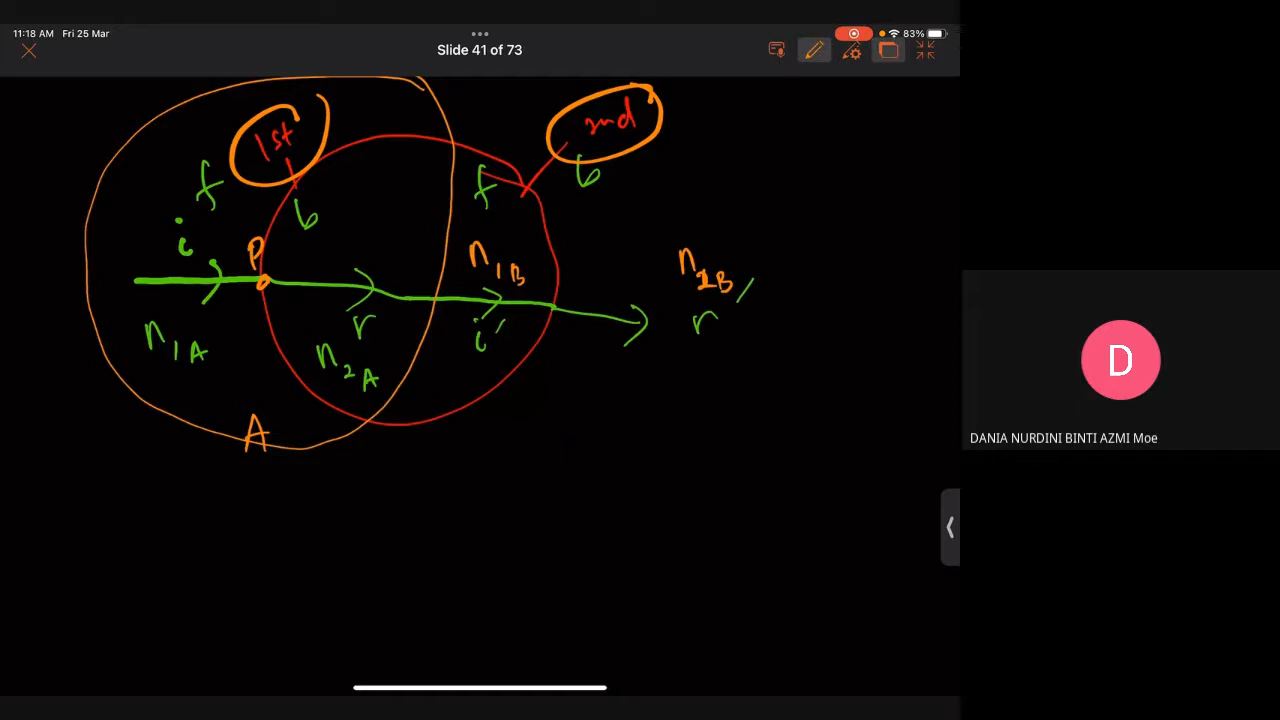 11:18 AM Fri 25 Mar
83%
Slide 41 of 73
1st
2nd
f
b
f
b
i
P
n1B
n2B
r'
n1A
r
n2A
i'
A
D
DANIA NURDINI BINTI AZMI Moe